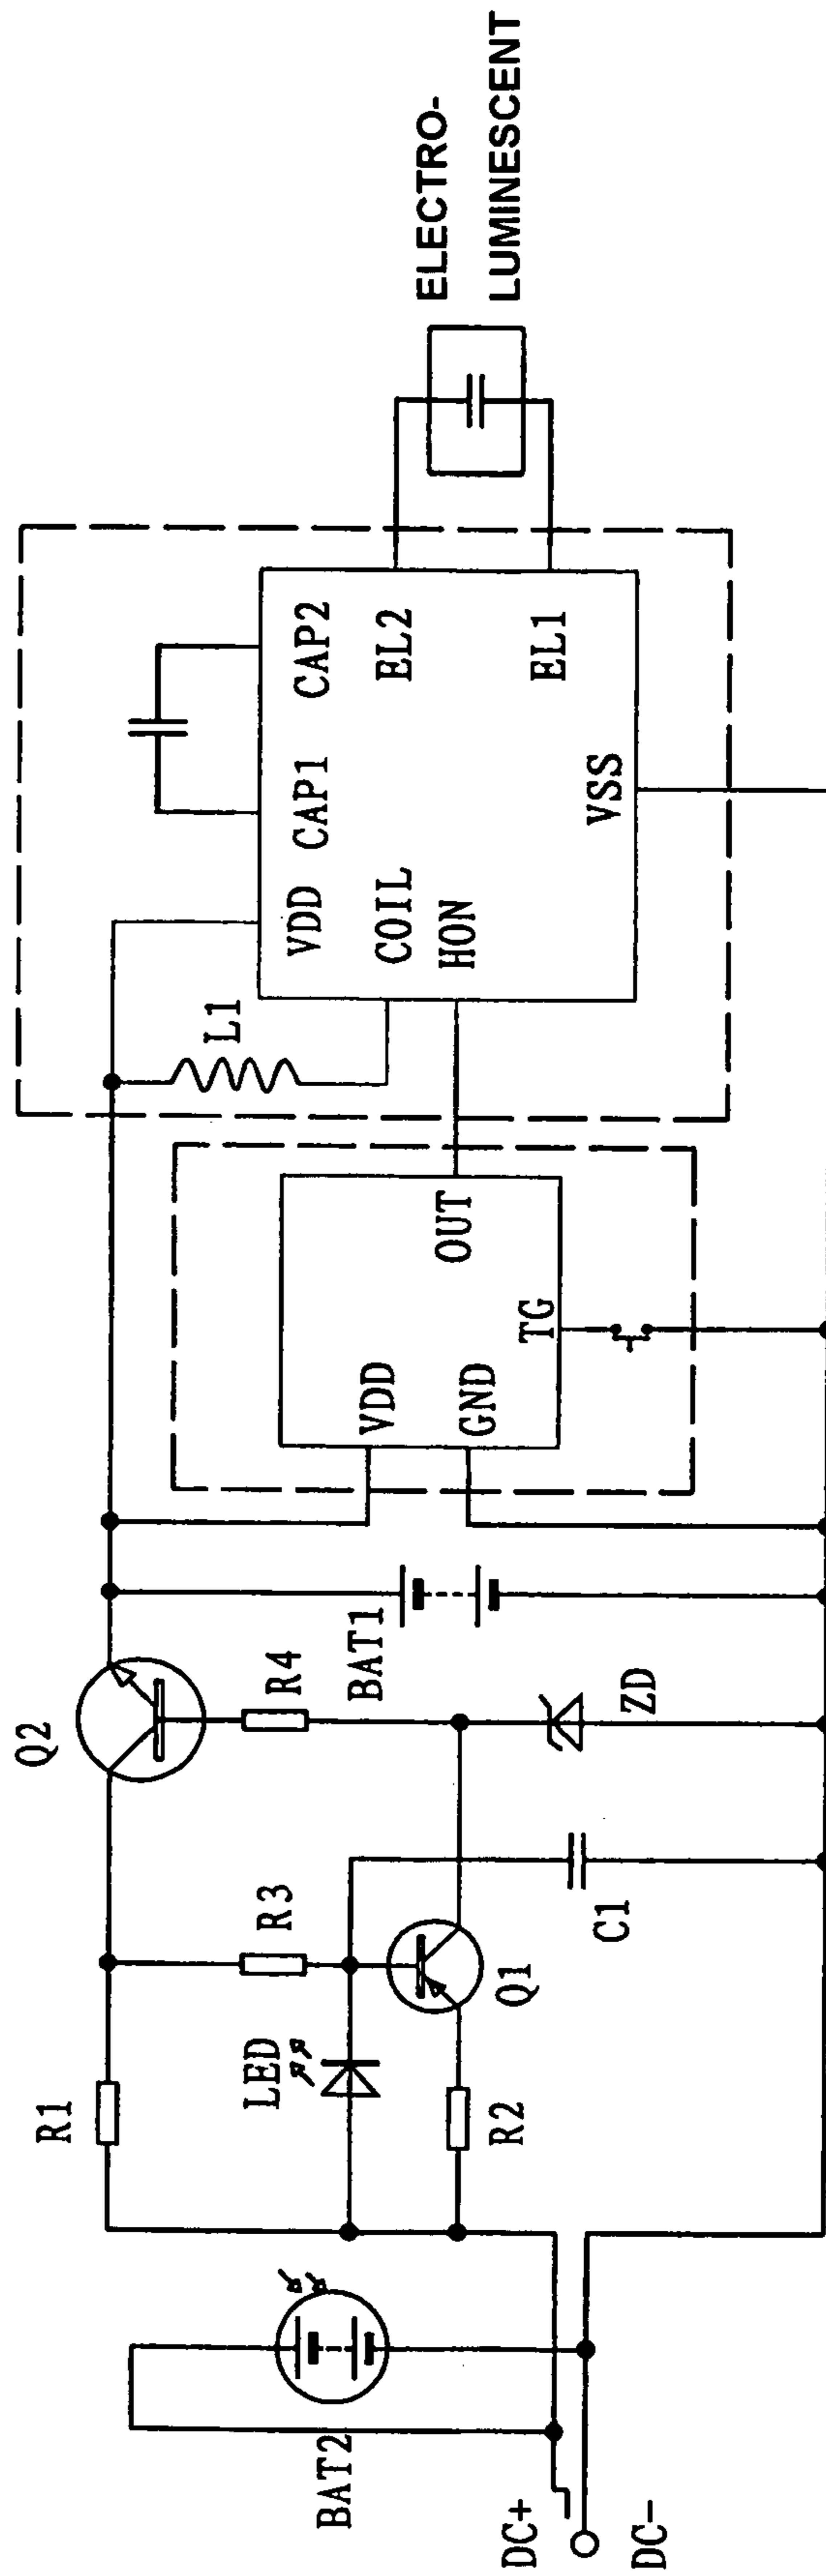 DC+
DC-
BAT2
R1
LED
R2
R3
Q1
C1
Q2
R4
ZD
BAT1
VDD
GND
TG
OUT
L1
VDD
COIL
HON
CAP1
CAP2
VSS
EL2
EL1
ELECTRO-
LUMINESCENT